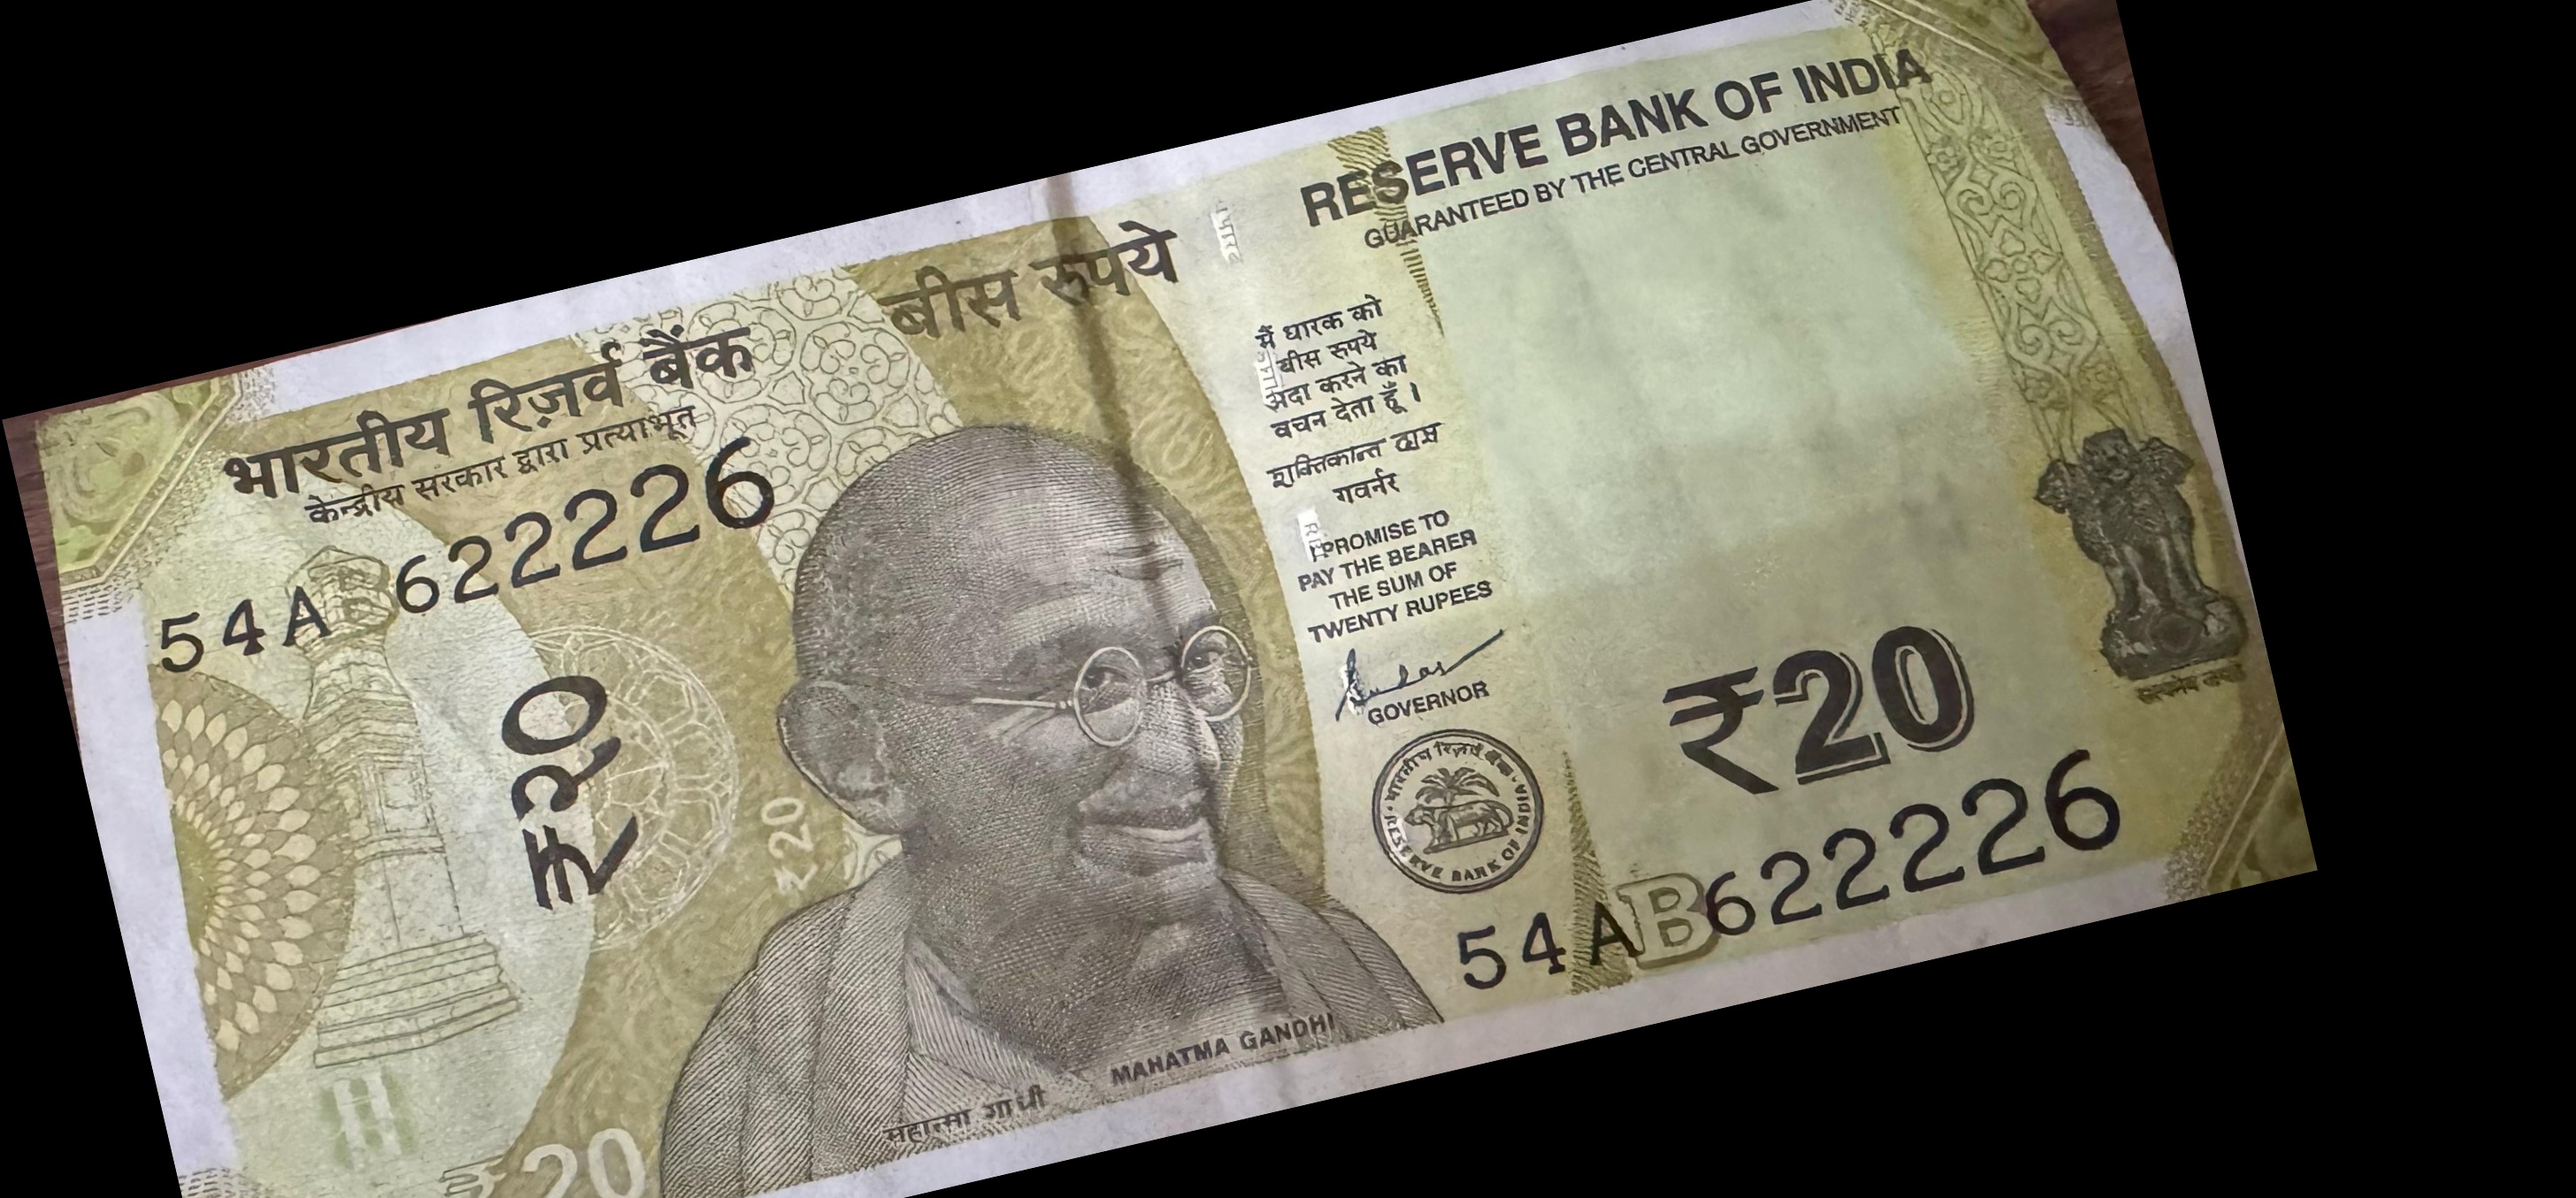 भारतीय रिज़र्व बैंक
केन्द्रीय सरकार द्वारा प्रत्याभूत
54A 622226
₹२०
बीस रुपये
₹20
₹20
महात्मा गांधी
MAHATMA GANDHI
RESERVE BANK OF INDIA
GUARANTEED BY THE CENTRAL GOVERNMENT
मैं धारक को
बीस रुपये
अदा करने का
वचन देता हूँ ।
शक्तिकान्त दास
गवर्नर
I PROMISE TO
PAY THE BEARER
THE SUM OF
TWENTY RUPEES
GOVERNOR
भारतीय रिज़र्व बैंक
RESERVE BANK OF INDIA
₹20
सत्यमेव जयते
54A B 622226